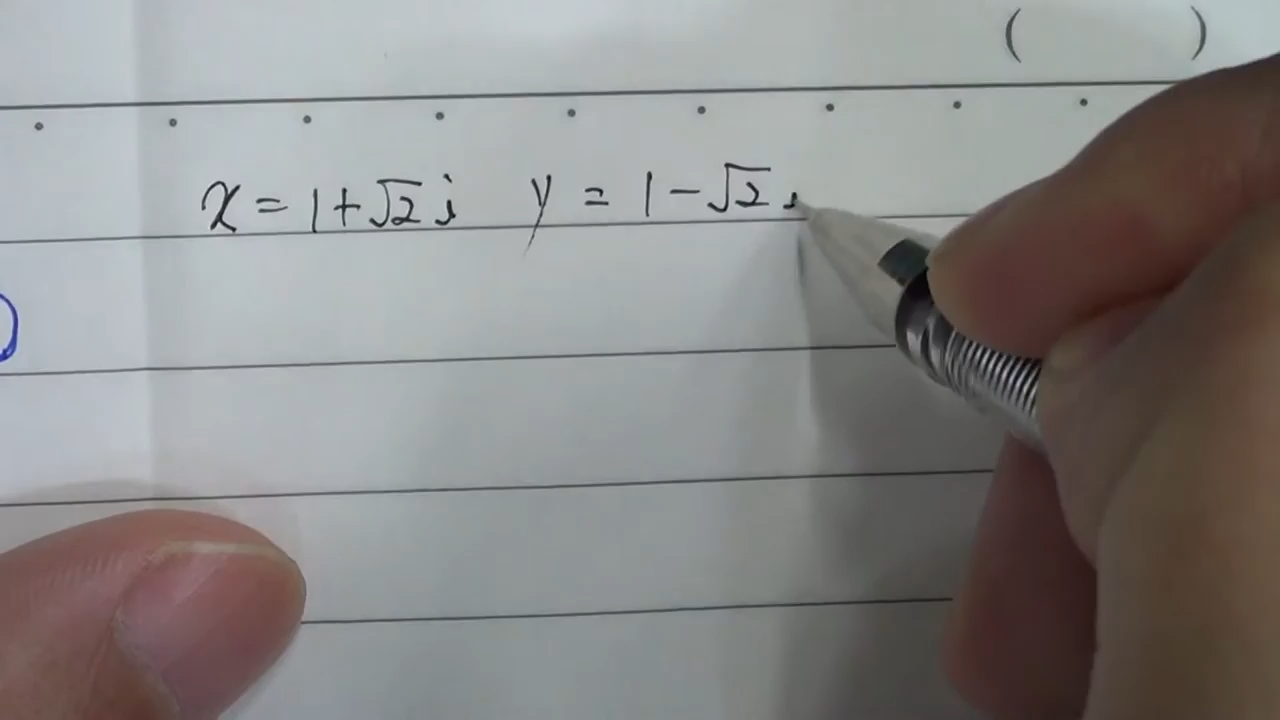 ( )
x = 1 + √2 i y = 1 - √2 i